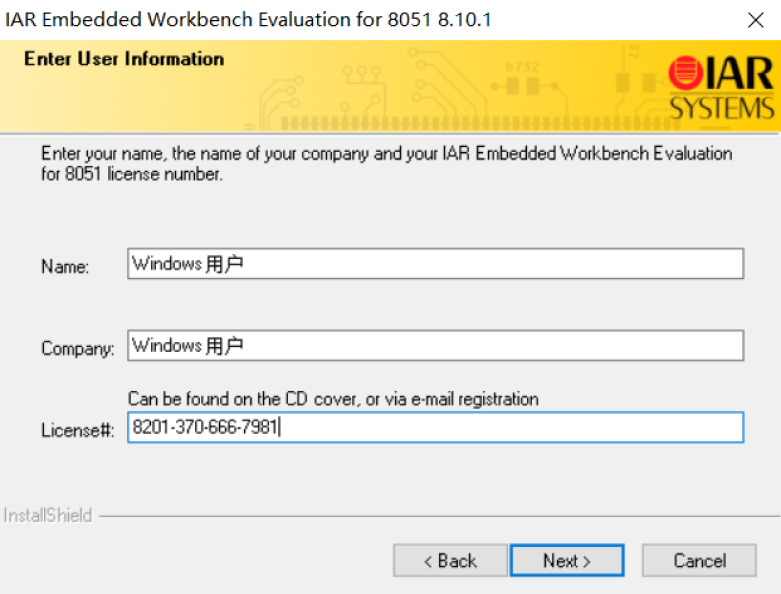 IAR Embedded Workbench Evaluation for 8051 8.10.1
Enter User Information
h732
IAR
SYSTEMS
Enter your name, the name of your company and your IAR Embedded Workbench Evaluation
for 8051 license number.
Name:
Windows 用户
Company:
Windows 用户
Can be found on the CD cover, or via e-mail registration
License#:
8201-370-666-7981
InstallShield
< Back
Next >
Cancel